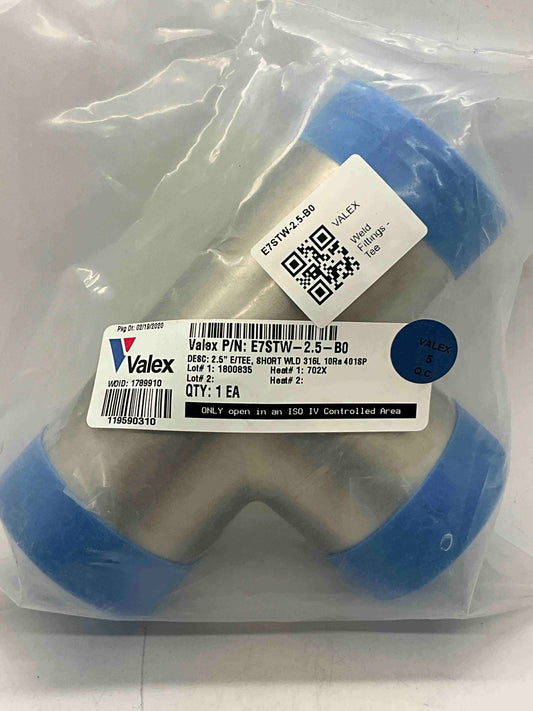 E7STW-2.5-B0
VALEX
Weld
Fittings -
Tee
Pkg Dt: 02/19/2020
Valex
WOID: 1789910
119590310
Valex P/N: E7STW-2.5-B0
DESC: 2.5" E/TEE, SHORT WLD 316L 10Ra 401SP
Lot# 1: 1800835 Heat# 1: 702X
Lot# 2: Heat# 2:
QTY: 1 EA
ONLY open in an ISO IV Controlled Area
VALEX
5
Q.C.